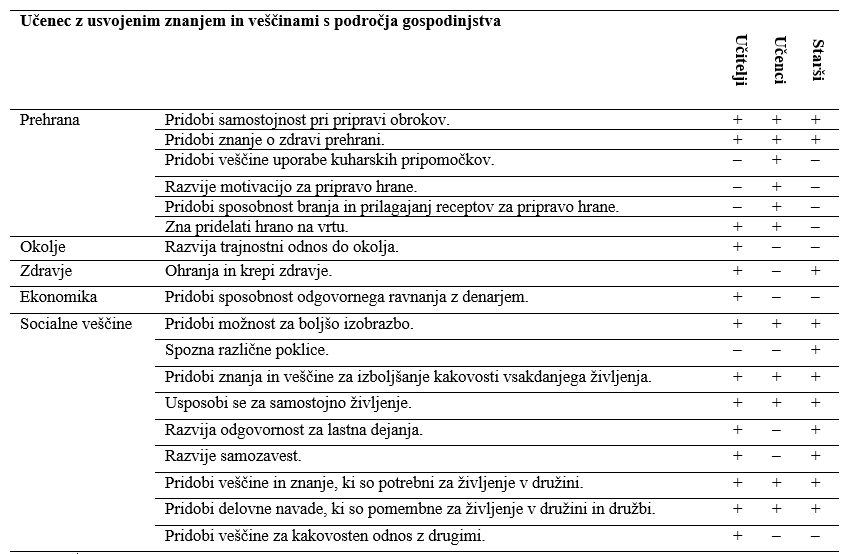 Učenec z usvojenim znanjem in veščinami s področja gospodinjstva
Učitelji Učenci Starši
Prehrana Pridobi samostojnost pri pripravi obrokov. + + +
Pridobi znanje o zdravi prehrani. + + +
Pridobi veščine uporabe kuharskih pripomočkov. – + –
Razvije motivacijo za pripravo hrane. – + –
Pridobi sposobnost branja in prilagajanj receptov za pripravo hrane. – + –
Zna pridelati hrano na vrtu. + + –
Okolje Razvija trajnostni odnos do okolja. + – –
Zdravje Ohranja in krepi zdravje. + – +
Ekonomika Pridobi sposobnost odgovornega ravnanja z denarjem. + – –
Socialne veščine Pridobi možnost za boljšo izobrazbo. + + +
Spozna različne poklice. – – +
Pridobi znanja in veščine za izboljšanje kakovosti vsakdanjega življenja. + + +
Usposobi se za samostojno življenje. + + +
Razvija odgovornost za lastna dejanja. + – +
Razvije samozavest. + – +
Pridobi veščine in znanje, ki so potrebni za življenje v družini. + + +
Pridobi delovne navade, ki so pomembne za življenje v družini in družbi. + + +
Pridobi veščine za kakovosten odnos z drugimi. + – –